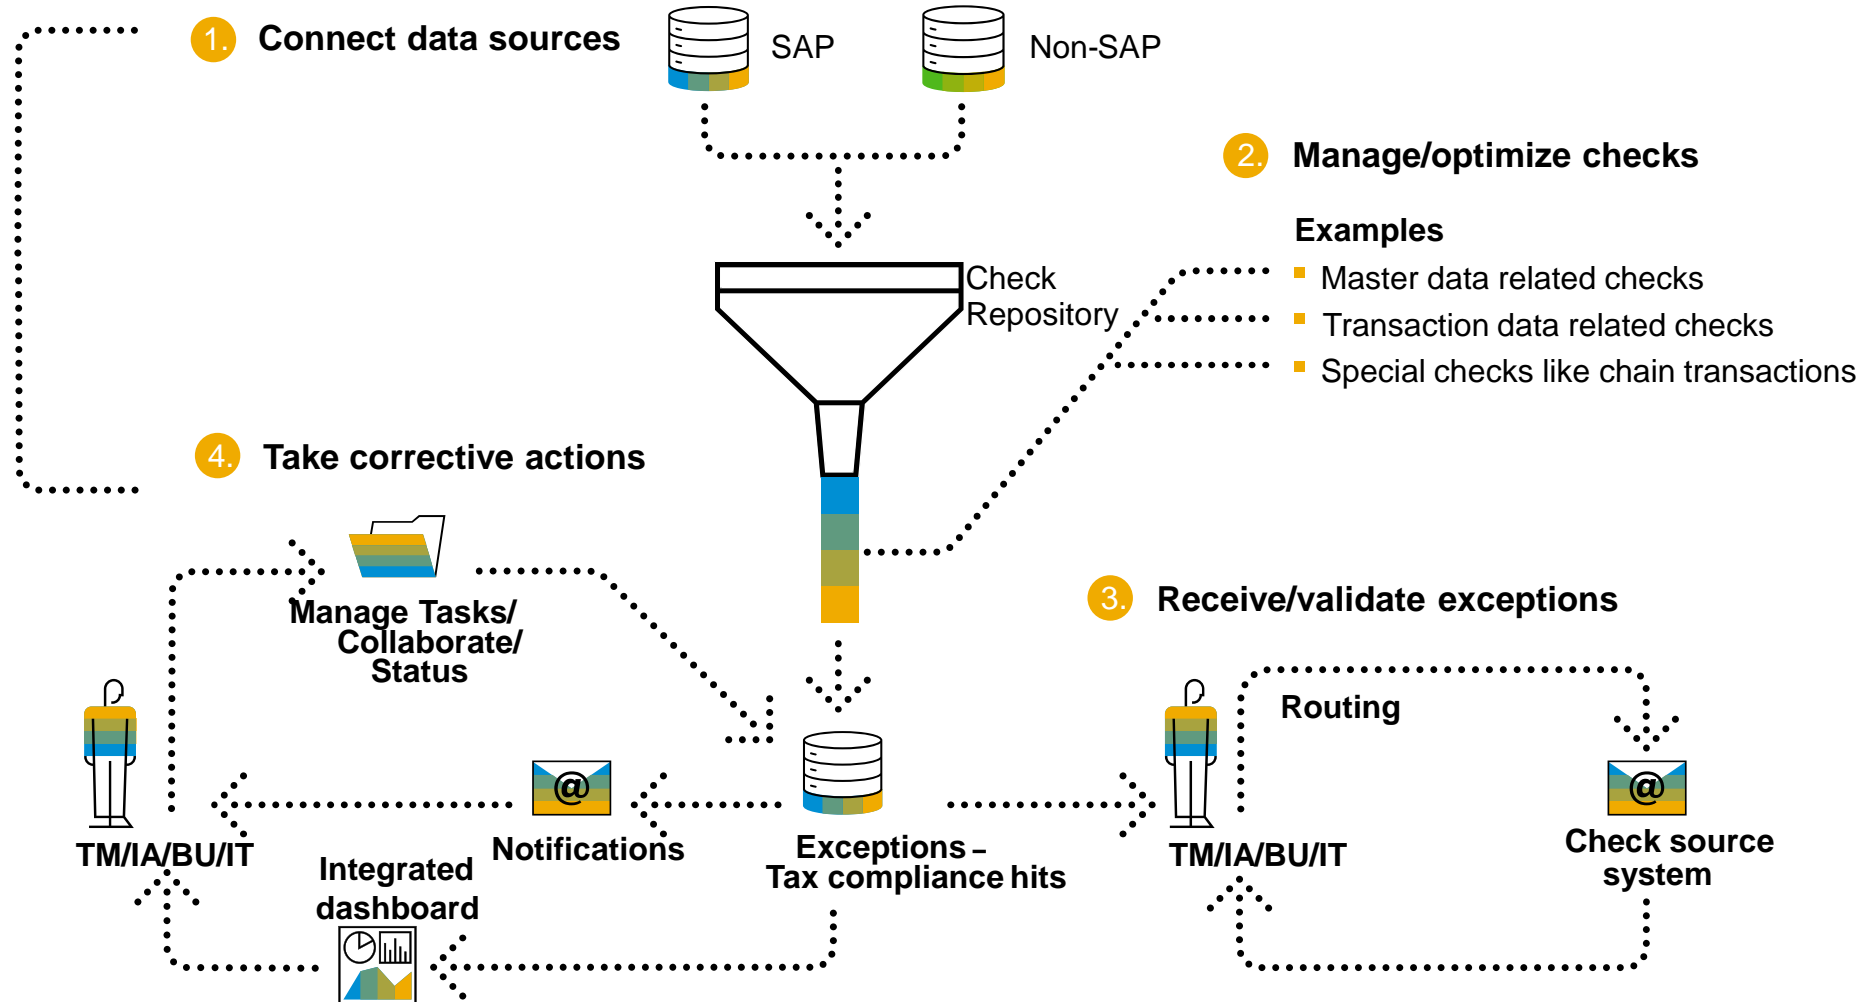 1. Connect data sources
SAP
Non-SAP
2. Manage/optimize checks
Examples
Master data related checks
Transaction data related checks
Special checks like chain transactions
Check
Repository
4. Take corrective actions
Manage Tasks/
Collaborate/
Status
3. Receive/validate exceptions
Routing
TM/IA/BU/IT
@
Notifications
Exceptions –
Tax compliance hits
TM/IA/BU/IT
@
Check source
system
Integrated
dashboard